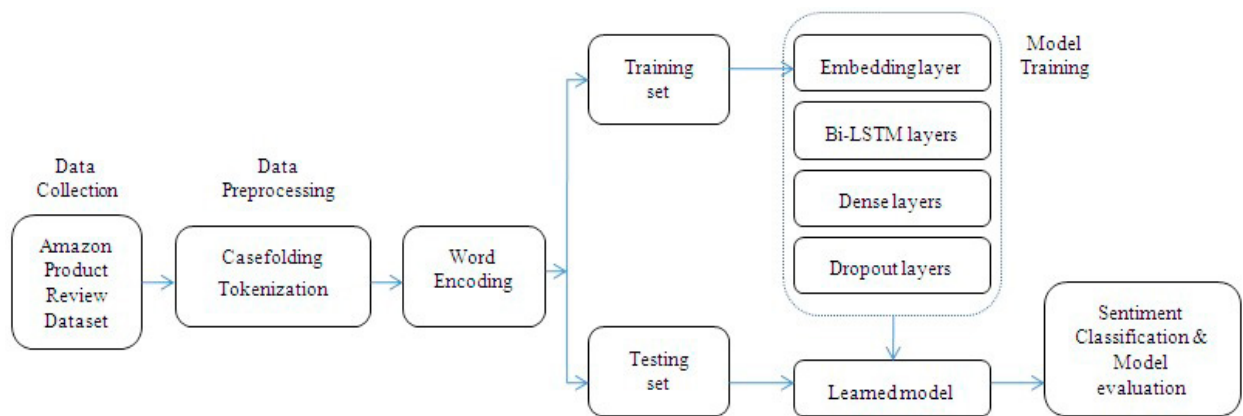 Data
Collection
Amazon
Product
Review
Dataset
Data
Preprocessing
Casefolding
Tokenization
Word
Encoding
Training
set
Testing
set
Embedding layer
Bi-LSTM layers
Dense layers
Dropout layers
Model
Training
Learned model
Sentiment
Classification &
Model
evaluation